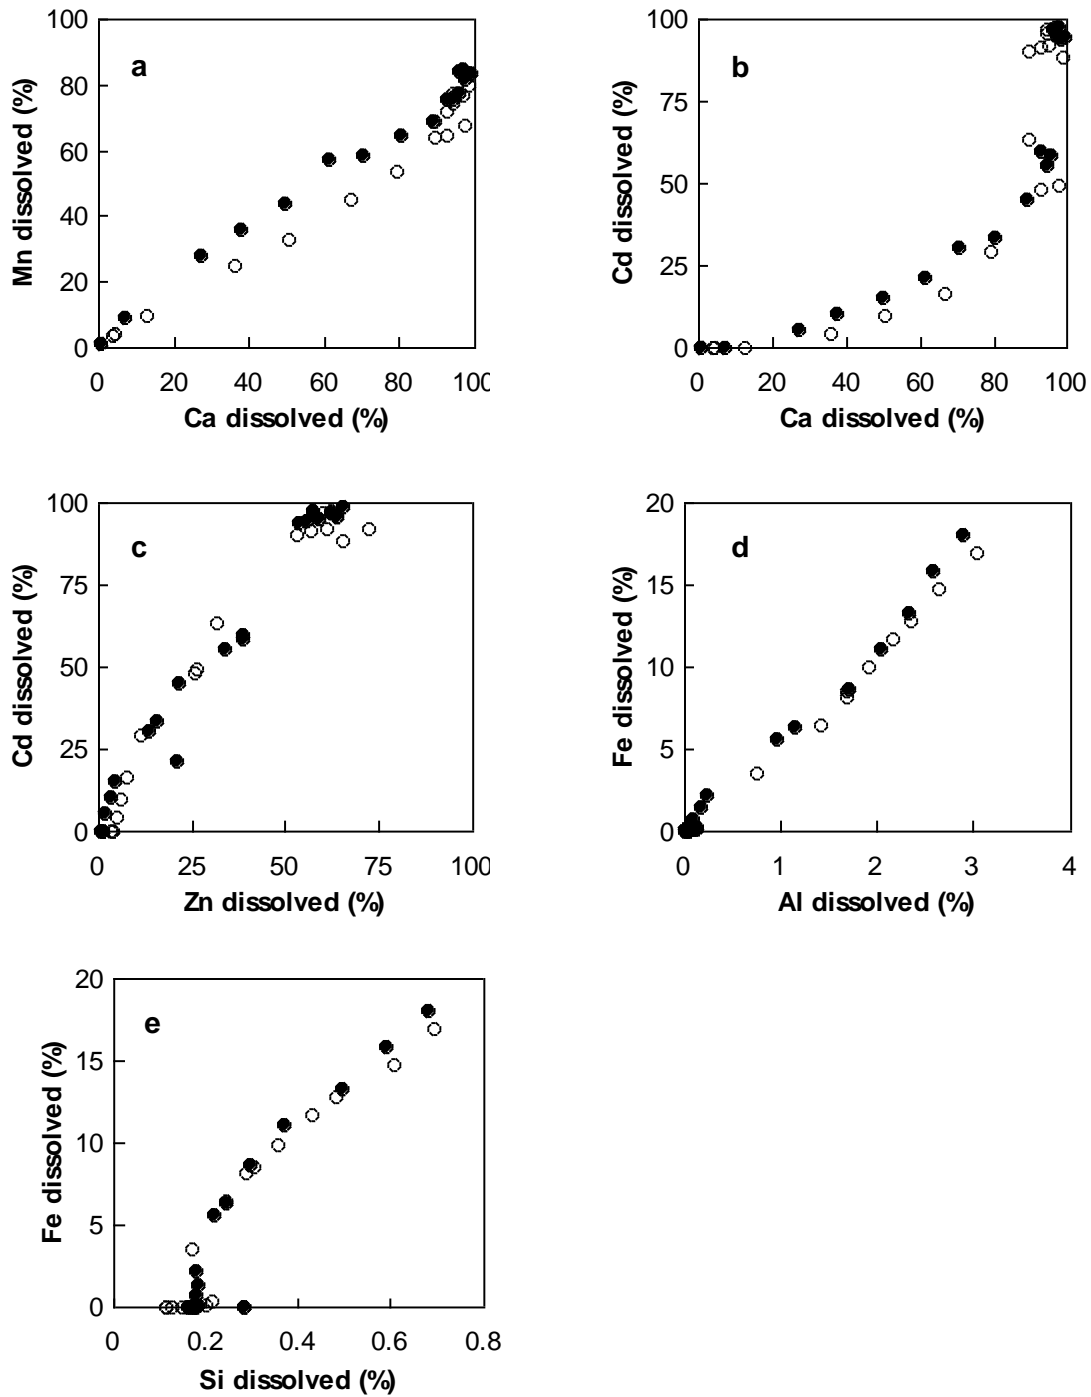 100
80
60
40
20
0
a
Mn dissolved (%)
0 20 40 60 80 100
Ca dissolved (%)
100
75
50
25
0
b
Cd dissolved (%)
0 20 40 60 80 100
Ca dissolved (%)
100
75
50
25
0
c
Cd dissolved (%)
0 25 50 75 100
Zn dissolved (%)
20
15
10
5
0
d
Fe dissolved (%)
0 1 2 3 4
Al dissolved (%)
20
15
10
5
0
e
Fe dissolved (%)
0 0.2 0.4 0.6 0.8
Si dissolved (%)